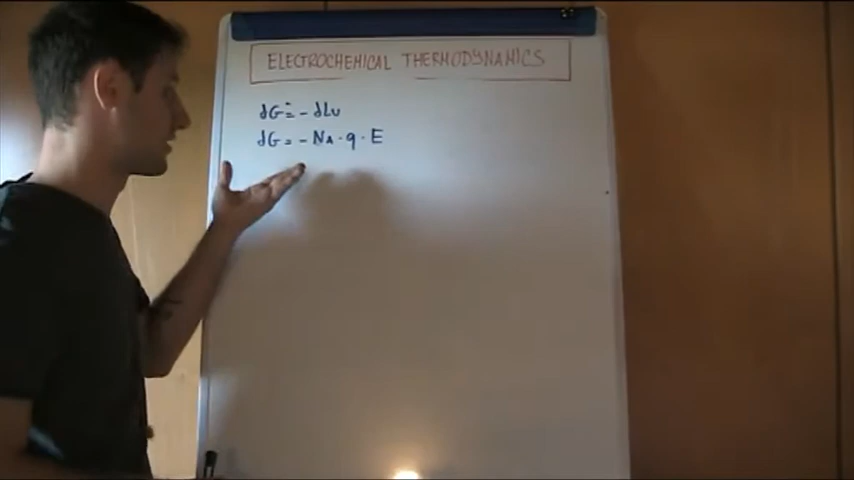 ELECTROCHEMICAL THERMODYNAMICS
dG = - dLu
dG = - NA · q · E